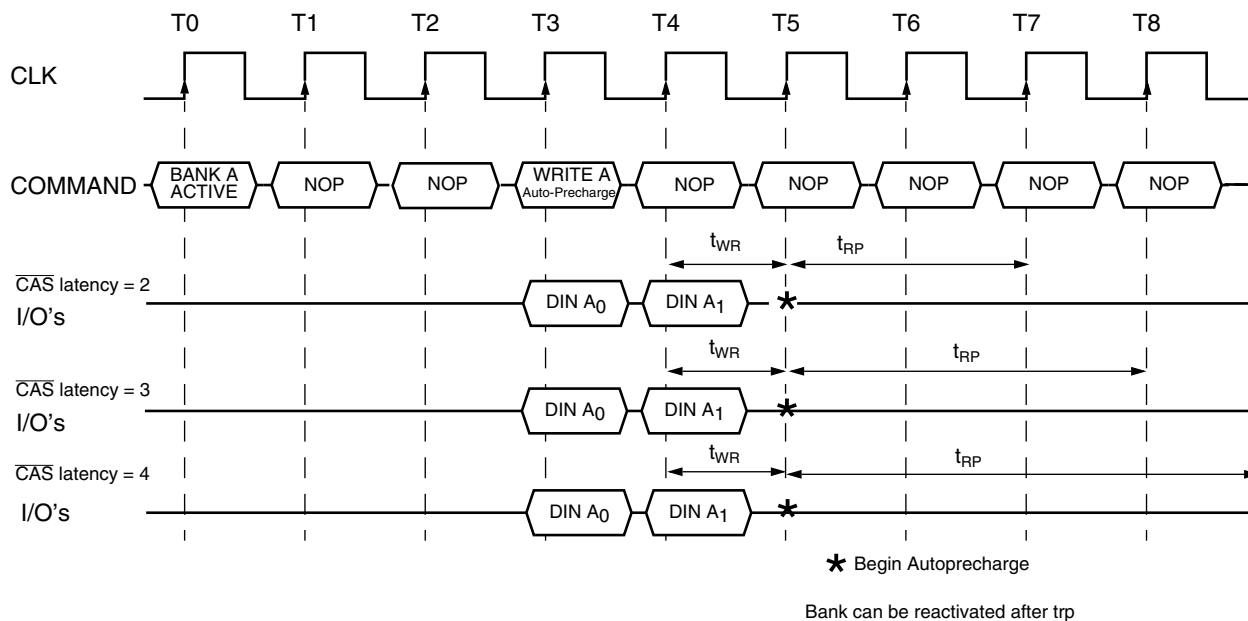 T0 T1 T2 T3 T4 T5 T6 T7 T8
CLK
COMMAND
BANK A
ACTIVE
NOP
NOP
WRITE A
Auto-Precharge
NOP
NOP
NOP
NOP
NOP
tWR
tRP
CAS latency = 2
I/O's
DIN A0
DIN A1
*
tWR
tRP
CAS latency = 3
I/O's
DIN A0
DIN A1
*
tWR
tRP
CAS latency = 4
I/O's
DIN A0
DIN A1
*
* Begin Autoprecharge
Bank can be reactivated after trp